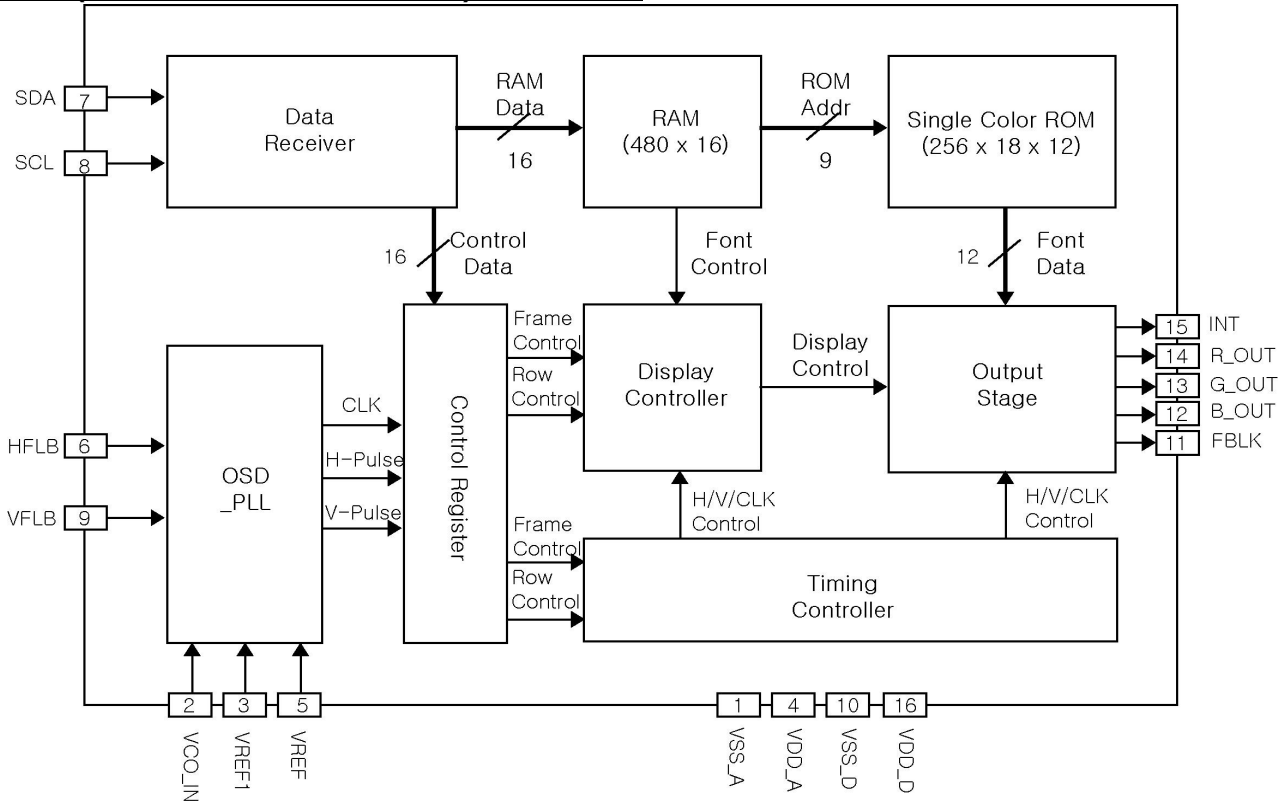 SDA
7
SCL
8
Data
Receiver
RAM
Data
16
RAM
(480 x 16)
ROM
Addr
9
Single Color ROM
(256 x 18 x 12)
16
Control
Data
Font
Control
12
Font
Data
HFLB
6
VFLB
9
OSD
_PLL
CLK
H-Pulse
V-Pulse
Control Register
Frame
Control
Row
Control
Display
Controller
Display
Control
Output
Stage
15
INT
14
R_OUT
13
G_OUT
12
B_OUT
11
FBLK
H/V/CLK
Control
H/V/CLK
Control
Frame
Control
Row
Control
Timing
Controller
2
3
5
1
4
10
16
VCO_IN
VREF1
VREF
VSS_A
VDD_A
VSS_D
VDD_D